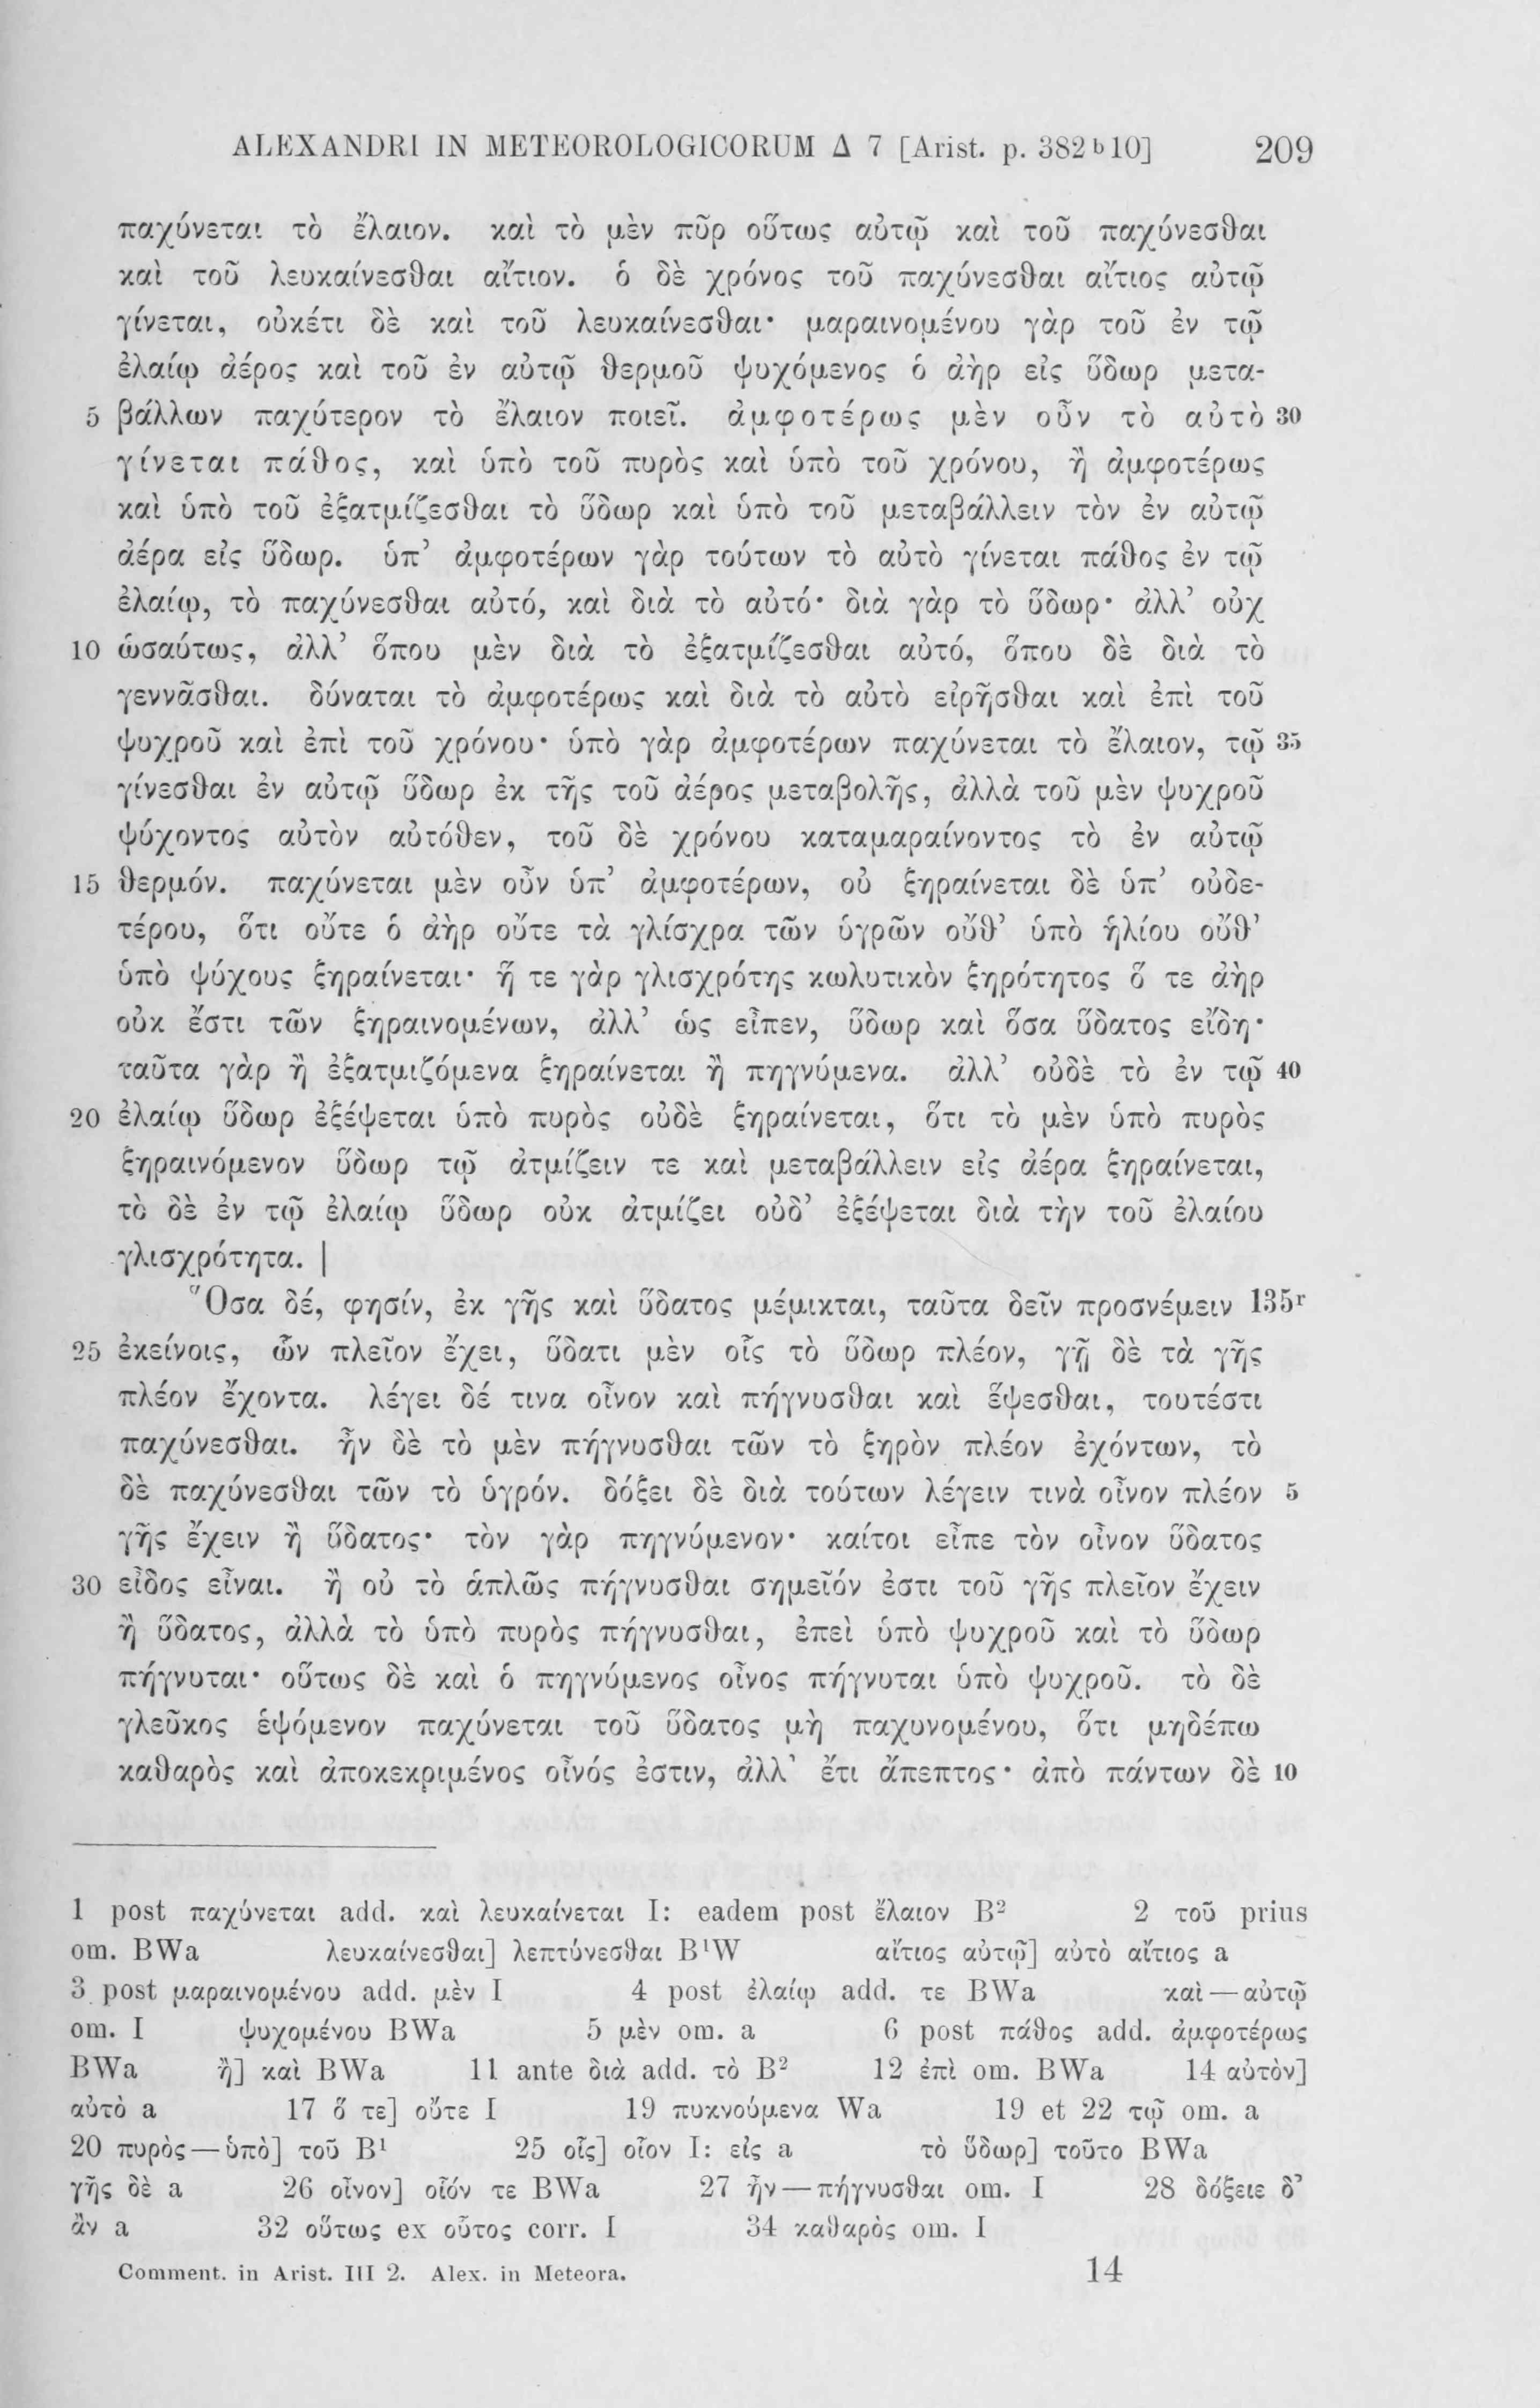 ALEXANDRI IN METEOROLOGICORUM Δ 7 [Arist. p. 382ᵇ10] 209
παχύνεται τὸ ἔλαιον. καὶ τὸ μὲν πῦρ οὕτως αὐτῷ καὶ τοῦ παχύνεσθαι
καὶ τοῦ λευκαίνεσθαι αἴτιον. ὁ δὲ χρόνος τοῦ παχύνεσθαι αἴτιος αὐτῷ
γίνεται, οὐκέτι δὲ καὶ τοῦ λευκαίνεσθαι· μαραινομένου γὰρ τοῦ ἐν τῷ
ἐλαίῳ ἀέρος καὶ τοῦ ἐν αὐτῷ θερμοῦ ψυχόμενος ὁ ἀὴρ εἰς ὕδωρ μετα-
5 βάλλων παχύτερον τὸ ἔλαιον ποιεῖ. ἀμφοτέρως μὲν οὖν τὸ αὐτὸ 30
γίνεται πάθος, καὶ ὑπὸ τοῦ πυρὸς καὶ ὑπὸ τοῦ χρόνου, ἢ ἀμφοτέρως
καὶ ὑπὸ τοῦ ἐξατμίζεσθαι τὸ ὕδωρ καὶ ὑπὸ τοῦ μεταβάλλειν τὸν ἐν αὐτῷ
ἀέρα εἰς ὕδωρ. ὑπ’ ἀμφοτέρων γὰρ τούτων τὸ αὐτὸ γίνεται πάθος ἐν τῷ
ἐλαίῳ, τὸ παχύνεσθαι αὐτό, καὶ διὰ τὸ αὐτό· διὰ γὰρ τὸ ὕδωρ· ἀλλ’ οὐχ
10 ὡσαύτως, ἀλλ’ ὅπου μὲν διὰ τὸ ἐξατμίζεσθαι αὐτό, ὅπου δὲ διὰ τὸ
γεννᾶσθαι. δύναται τὸ ἀμφοτέρως καὶ διὰ τὸ αὐτὸ εἰρῆσθαι καὶ ἐπὶ τοῦ
ψυχροῦ καὶ ἐπὶ τοῦ χρόνου· ὑπὸ γὰρ ἀμφοτέρων παχύνεται τὸ ἔλαιον, τῷ 35
γίνεσθαι ἐν αὐτῷ ὕδωρ ἐκ τῆς τοῦ ἀέρος μεταβολῆς, ἀλλὰ τοῦ μὲν ψυχροῦ
ψύχοντος αὐτὸν αὐτόθεν, τοῦ δὲ χρόνου καταμαραίνοντος τὸ ἐν αὐτῷ
15 θερμόν. παχύνεται μὲν οὖν ὑπ’ ἀμφοτέρων, οὐ ξηραίνεται δὲ ὑπ’ οὐδε-
τέρου, ὅτι οὔτε ὁ ἀὴρ οὔτε τὰ γλίσχρα τῶν ὑγρῶν οὔθ’ ὑπὸ ἡλίου οὔθ’
ὑπὸ ψύχους ξηραίνεται· ἥ τε γὰρ γλισχρότης κωλυτικὸν ξηρότητος ὅ τε ἀὴρ
οὐκ ἔστι τῶν ξηραινομένων, ἀλλ’ ὡς εἶπεν, ὕδωρ καὶ ὅσα ὕδατος εἴδη·
ταῦτα γὰρ ἢ ἐξατμιζόμενα ξηραίνεται ἢ πηγνύμενα. ἀλλ’ οὐδὲ τὸ ἐν τῷ 40
20 ἐλαίῳ ὕδωρ ἐξέψεται ὑπὸ πυρὸς οὐδὲ ξηραίνεται, ὅτι τὸ μὲν ὑπὸ πυρὸς
ξηραινόμενον ὕδωρ τῷ ἀτμίζειν τε καὶ μεταβάλλειν εἰς ἀέρα ξηραίνεται,
τὸ δὲ ἐν τῷ ἐλαίῳ ὕδωρ οὐκ ἀτμίζει οὐδ’ ἐξέψεται διὰ τὴν τοῦ ἐλαίου
γλισχρότητα. |
Ὅσα δέ, φησίν, ἐκ γῆς καὶ ὕδατος μέμικται, ταῦτα δεῖν προσνέμειν 135ʳ
25 ἐκείνοις, ὧν πλεῖον ἔχει, ὕδατι μὲν οἷς τὸ ὕδωρ πλέον, γῇ δὲ τὰ γῆς
πλέον ἔχοντα. λέγει δέ τινα οἶνον καὶ πήγνυσθαι καὶ ἕψεσθαι, τουτέστι
παχύνεσθαι. ἦν δὲ τὸ μὲν πήγνυσθαι τῶν τὸ ξηρὸν πλέον ἐχόντων, τὸ
δὲ παχύνεσθαι τῶν τὸ ὑγρόν. δόξει δὲ διὰ τούτων λέγειν τινὰ οἶνον πλέον 5
γῆς ἔχειν ἢ ὕδατος· τὸν γὰρ πηγνύμενον· καίτοι εἶπε τὸν οἶνον ὕδατος
30 εἶδος εἶναι. ἢ οὐ τὸ ἁπλῶς πήγνυσθαι σημεῖόν ἐστι τοῦ γῆς πλεῖον ἔχειν
ἢ ὕδατος, ἀλλὰ τὸ ὑπὸ πυρὸς πήγνυσθαι, ἐπεὶ ὑπὸ ψυχροῦ καὶ τὸ ὕδωρ
πήγνυται· οὕτως δὲ καὶ ὁ πηγνύμενος οἶνος πήγνυται ὑπὸ ψυχροῦ. τὸ δὲ
γλεῦκος ἑψόμενον παχύνεται τοῦ ὕδατος μὴ παχυνομένου, ὅτι μηδέπω
καθαρὸς καὶ ἀποκεκριμένος οἶνός ἐστιν, ἀλλ’ ἔτι ἄπεπτος· ἀπὸ πάντων δὲ 10
1 post παχύνεται add. καὶ λευκαίνεται I: eadem post ἔλαιον B² 2 τοῦ prius
om. BWa λευκαίνεσθαι] λεπτύνεσθαι B¹W αἴτιος αὐτῷ] αὐτὸ αἴτιος a
3 post μαραινομένου add. μὲν I 4 post ἐλαίῳ add. τε BWa καὶ — αὐτῷ
om. I ψυχομένου BWa 5 μὲν om. a 6 post πάθος add. ἀμφοτέρως
BWa ἢ] καὶ BWa 11 ante διὰ add. τὸ B² 12 ἐπὶ om. BWa 14 αὐτὸν]
αὐτὸ a 17 ὅ τε] οὔτε I 19 πυκνούμενα Wa 19 et 22 τῷ om. a
20 πυρὸς — ὑπὸ] τοῦ B¹ 25 οἷς] οἷον I: εἰς a τὸ ὕδωρ] τοῦτο BWa
γῆς δὲ a 26 οἶνον] οἷόν τε BWa 27 ἦν — πήγνυσθαι om. I 28 δόξειε δ’
ἂν a 32 οὕτως ex οὗτος corr. I 34 καθαρὸς om. I
Comment. in Arist. III 2. Alex. in Meteora. 14